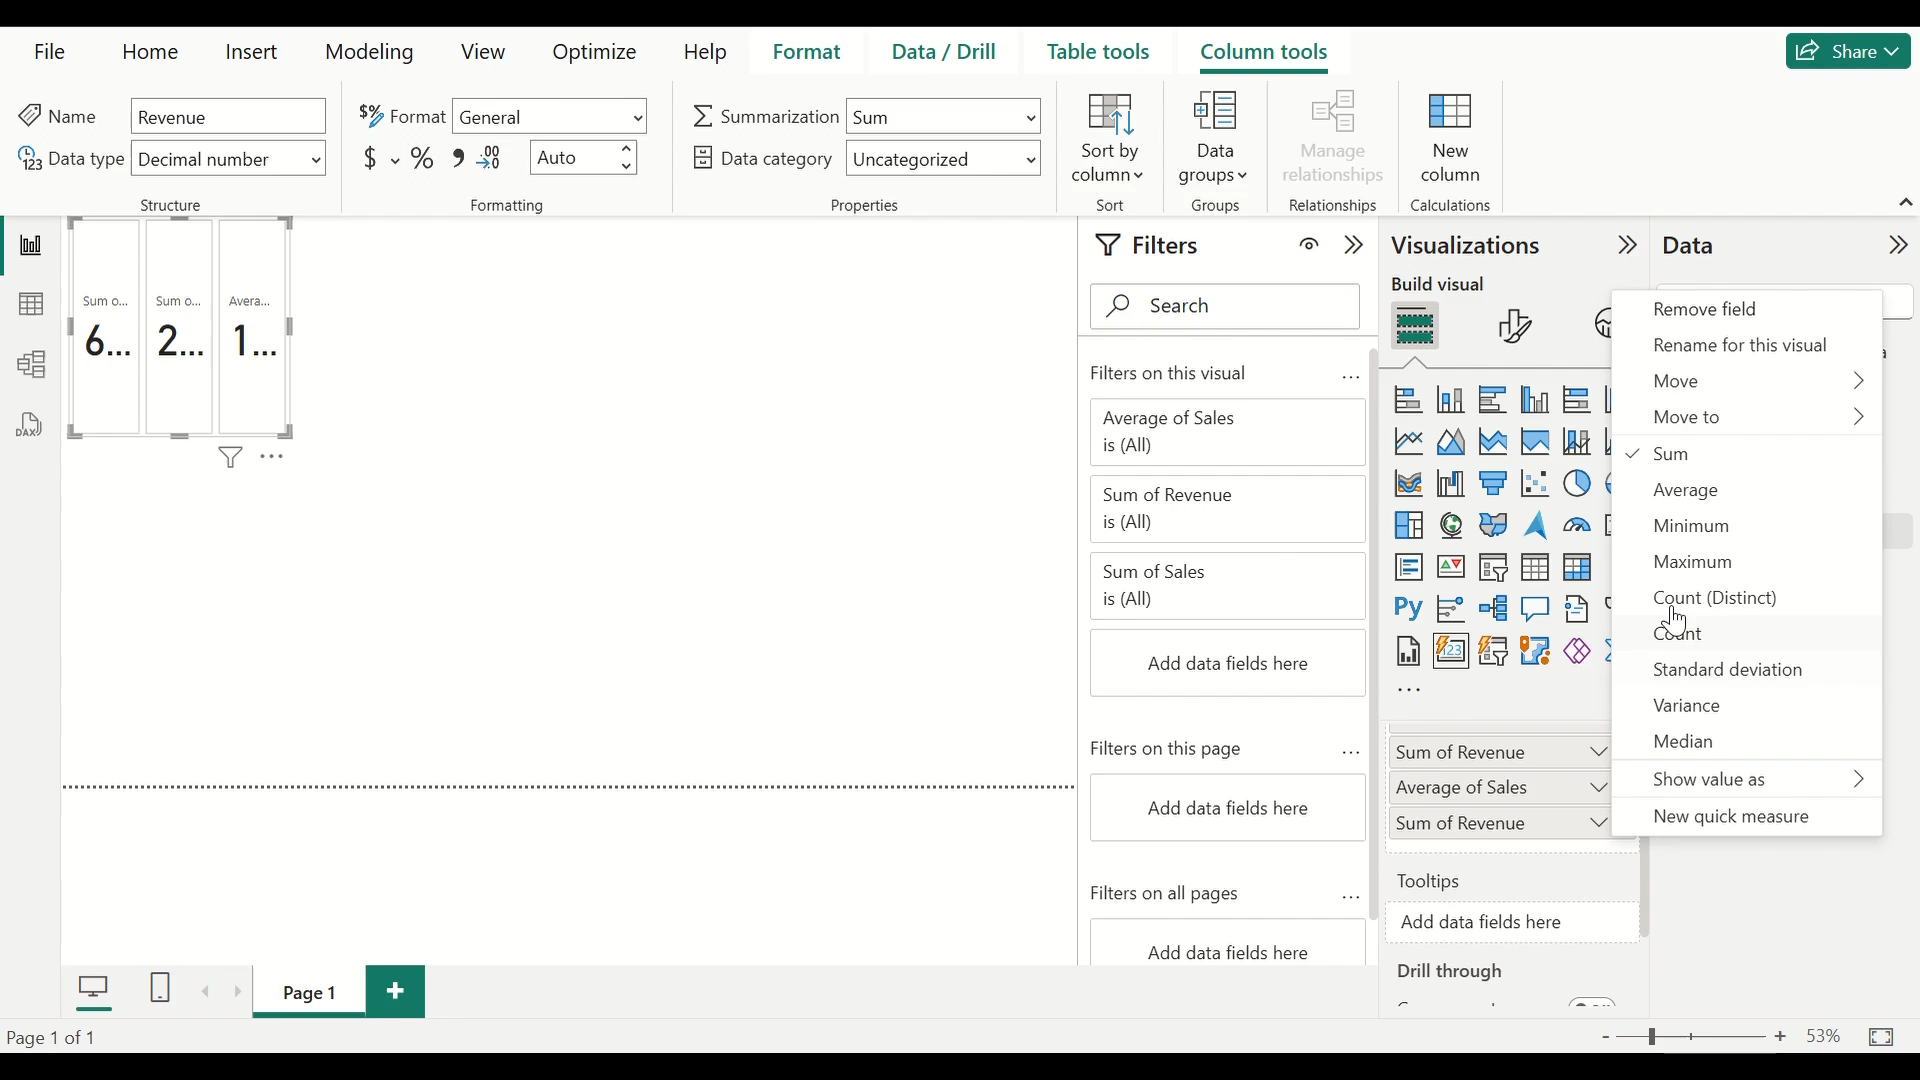 File Home Insert Modeling View Optimize Help Format Data / Drill Table tools Column tools Share
Name Revenue
Data type Decimal number
Structure
$% Format General
$ % 9 .00 Auto
Formatting
Summarization Sum
Data category Uncategorized
Properties
Sort by
column
Sort
Data
groups
Groups
Manage
relationships
Relationships
New
column
Calculations
Sum o... Sum o... Avera...
6... 2... 1...
...
DAX
Filters
Search
Filters on this visual ...
Average of Sales
is (All)
Sum of Revenue
is (All)
Sum of Sales
is (All)
Add data fields here
Filters on this page ...
Add data fields here
Filters on all pages ...
Add data fields here
Visualizations
Build visual
Py
123
...
Sum of Revenue
Average of Sales
Sum of Revenue
Tooltips
Add data fields here
Drill through
Data
Remove field
Rename for this visual
Move
Move to
Sum
Average
Minimum
Maximum
Count (Distinct)
Count
Standard deviation
Variance
Median
Show value as
New quick measure
Page 1 +
Page 1 of 1
- + 53%